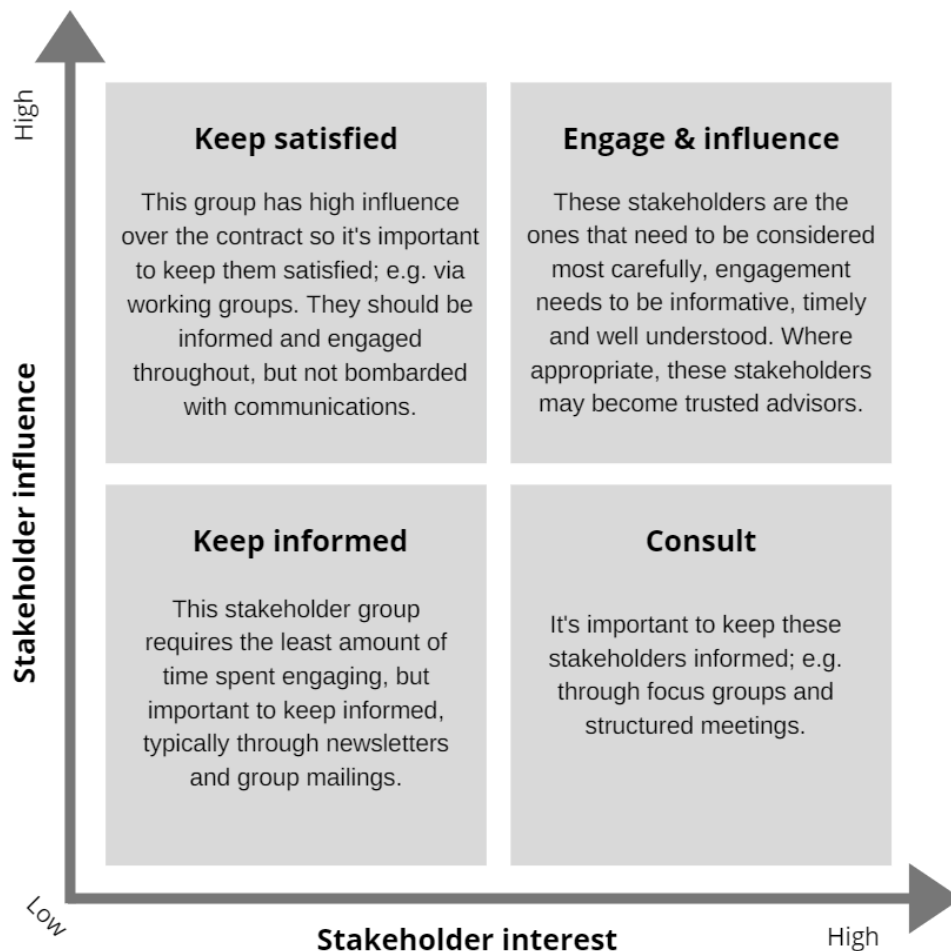 High
Keep satisfied
This group has high influence
over the contract so it's important
to keep them satisfied; e.g. via
working groups. They should be
informed and engaged
throughout, but not bombarded
with communications.
Engage & influence
These stakeholders are the
ones that need to be considered
most carefully, engagement
needs to be informative, timely
and well understood. Where
appropriate, these stakeholders
may become trusted advisors.
Stakeholder influence
Keep informed
This stakeholder group
requires the least amount of
time spent engaging, but
important to keep informed,
typically through newsletters
and group mailings.
Consult
It's important to keep these
stakeholders informed; e.g.
through focus groups and
structured meetings.
Low
Stakeholder interest
High